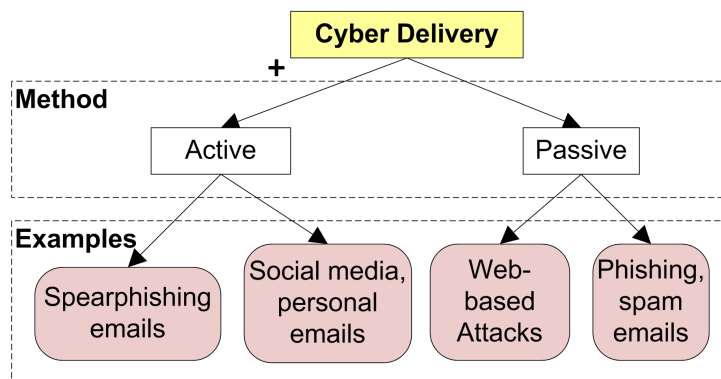 Cyber Delivery
+
Method
Active
Passive
Examples
Spearphishing
emails
Social media,
personal
emails
Web-
based
Attacks
Phishing,
spam
emails